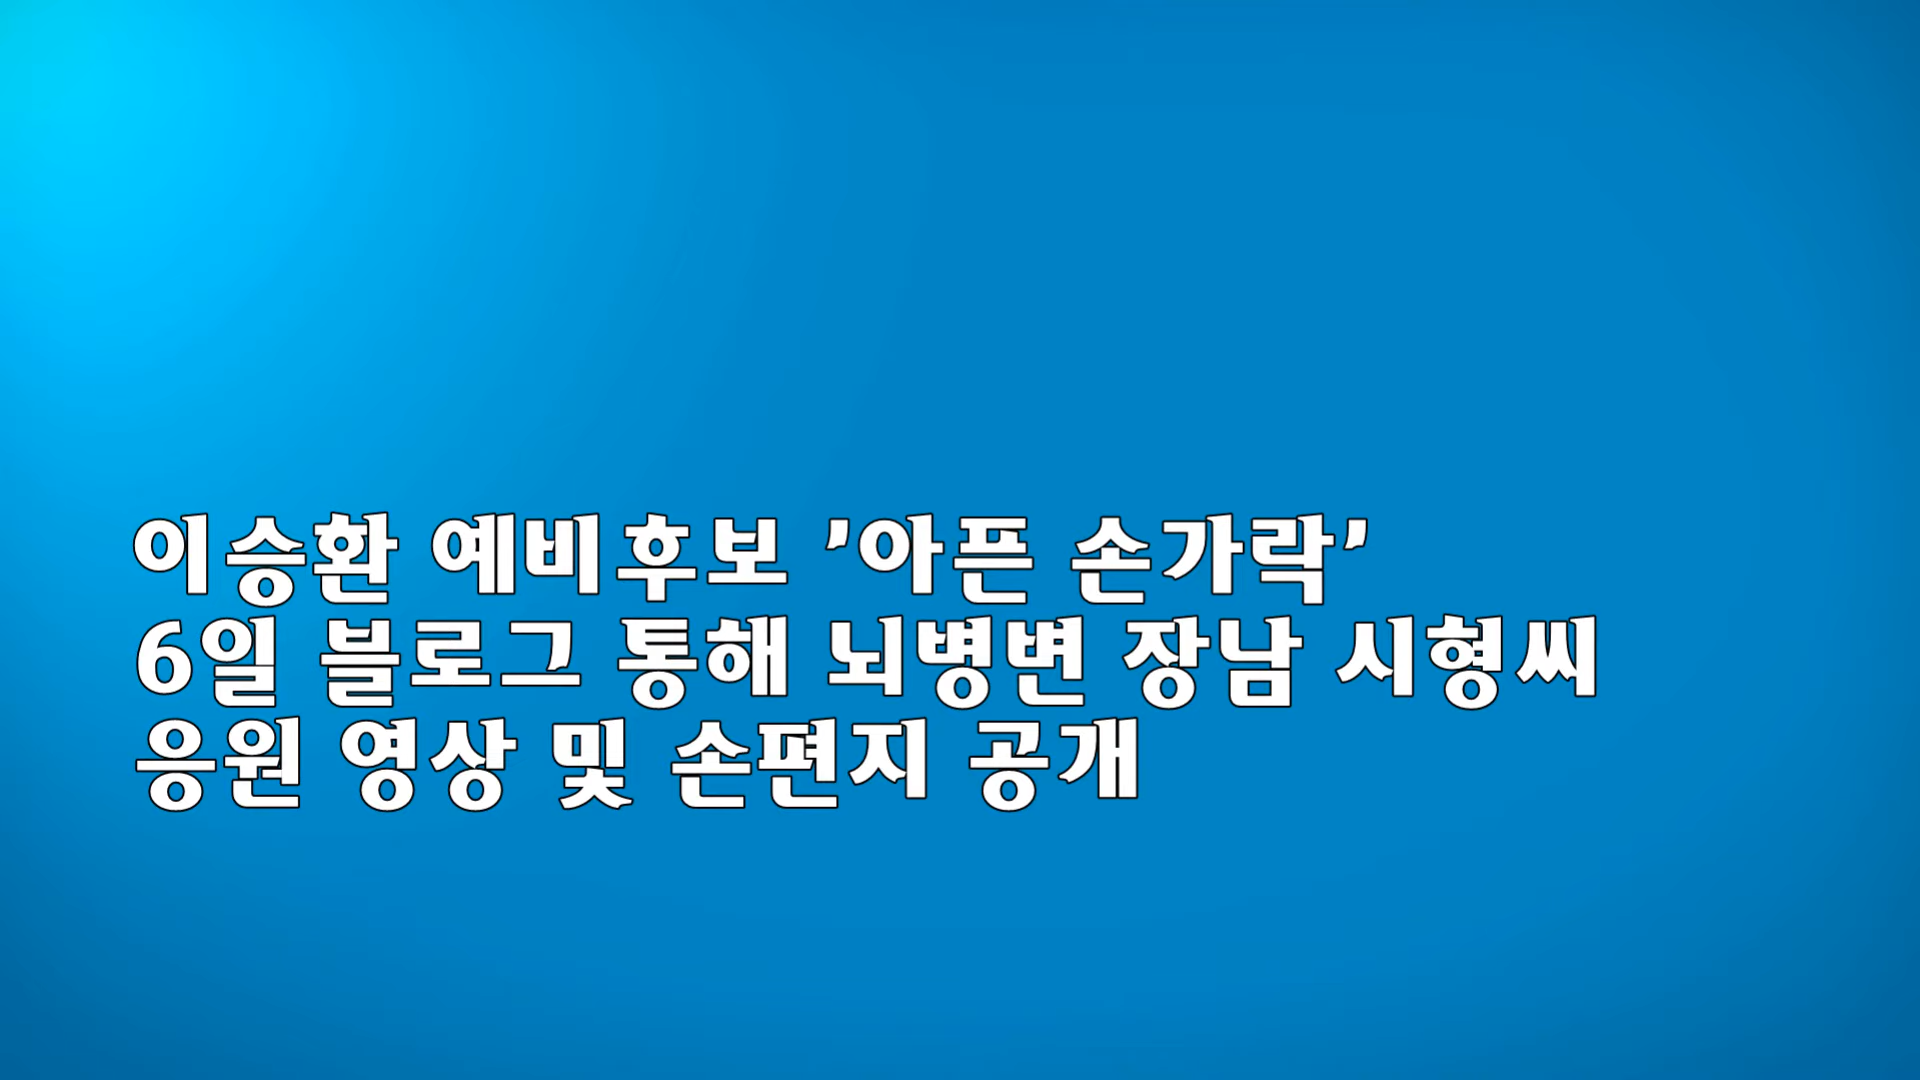 이승환 예비후보 '아픈 손가락'
6일 블로그 통해 뇌병변 장남 시형씨
응원 영상 및 손편지 공개